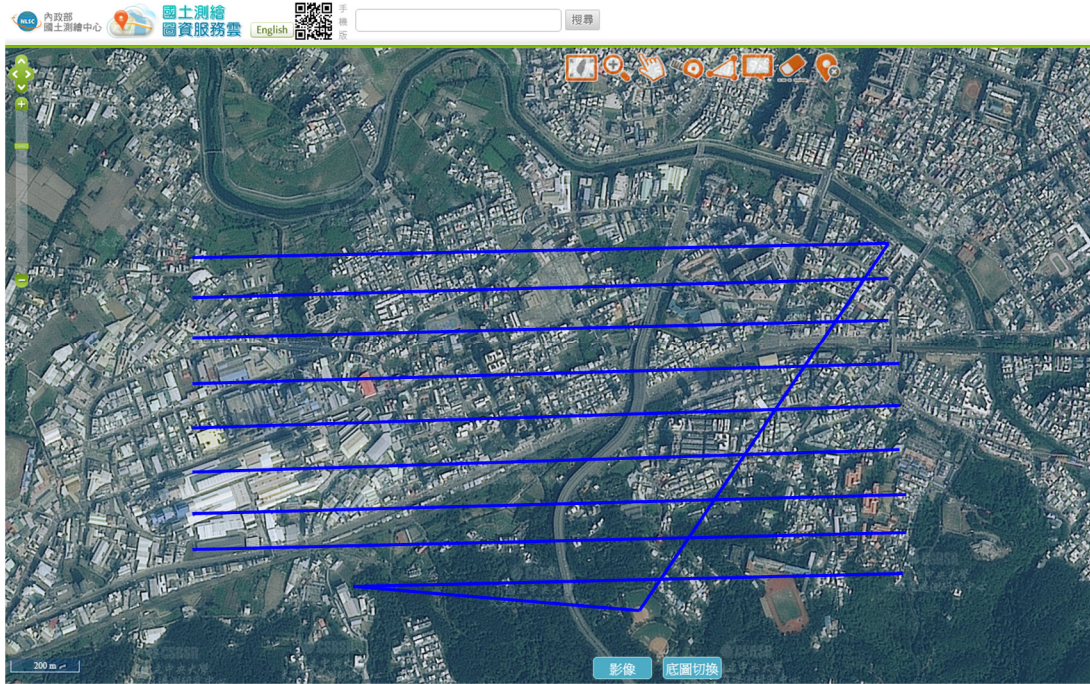 NLSC
內政部
國土測繪中心
國土測繪
圖資服務雲
English
手機版
搜尋
200 m
影像
底圖切換